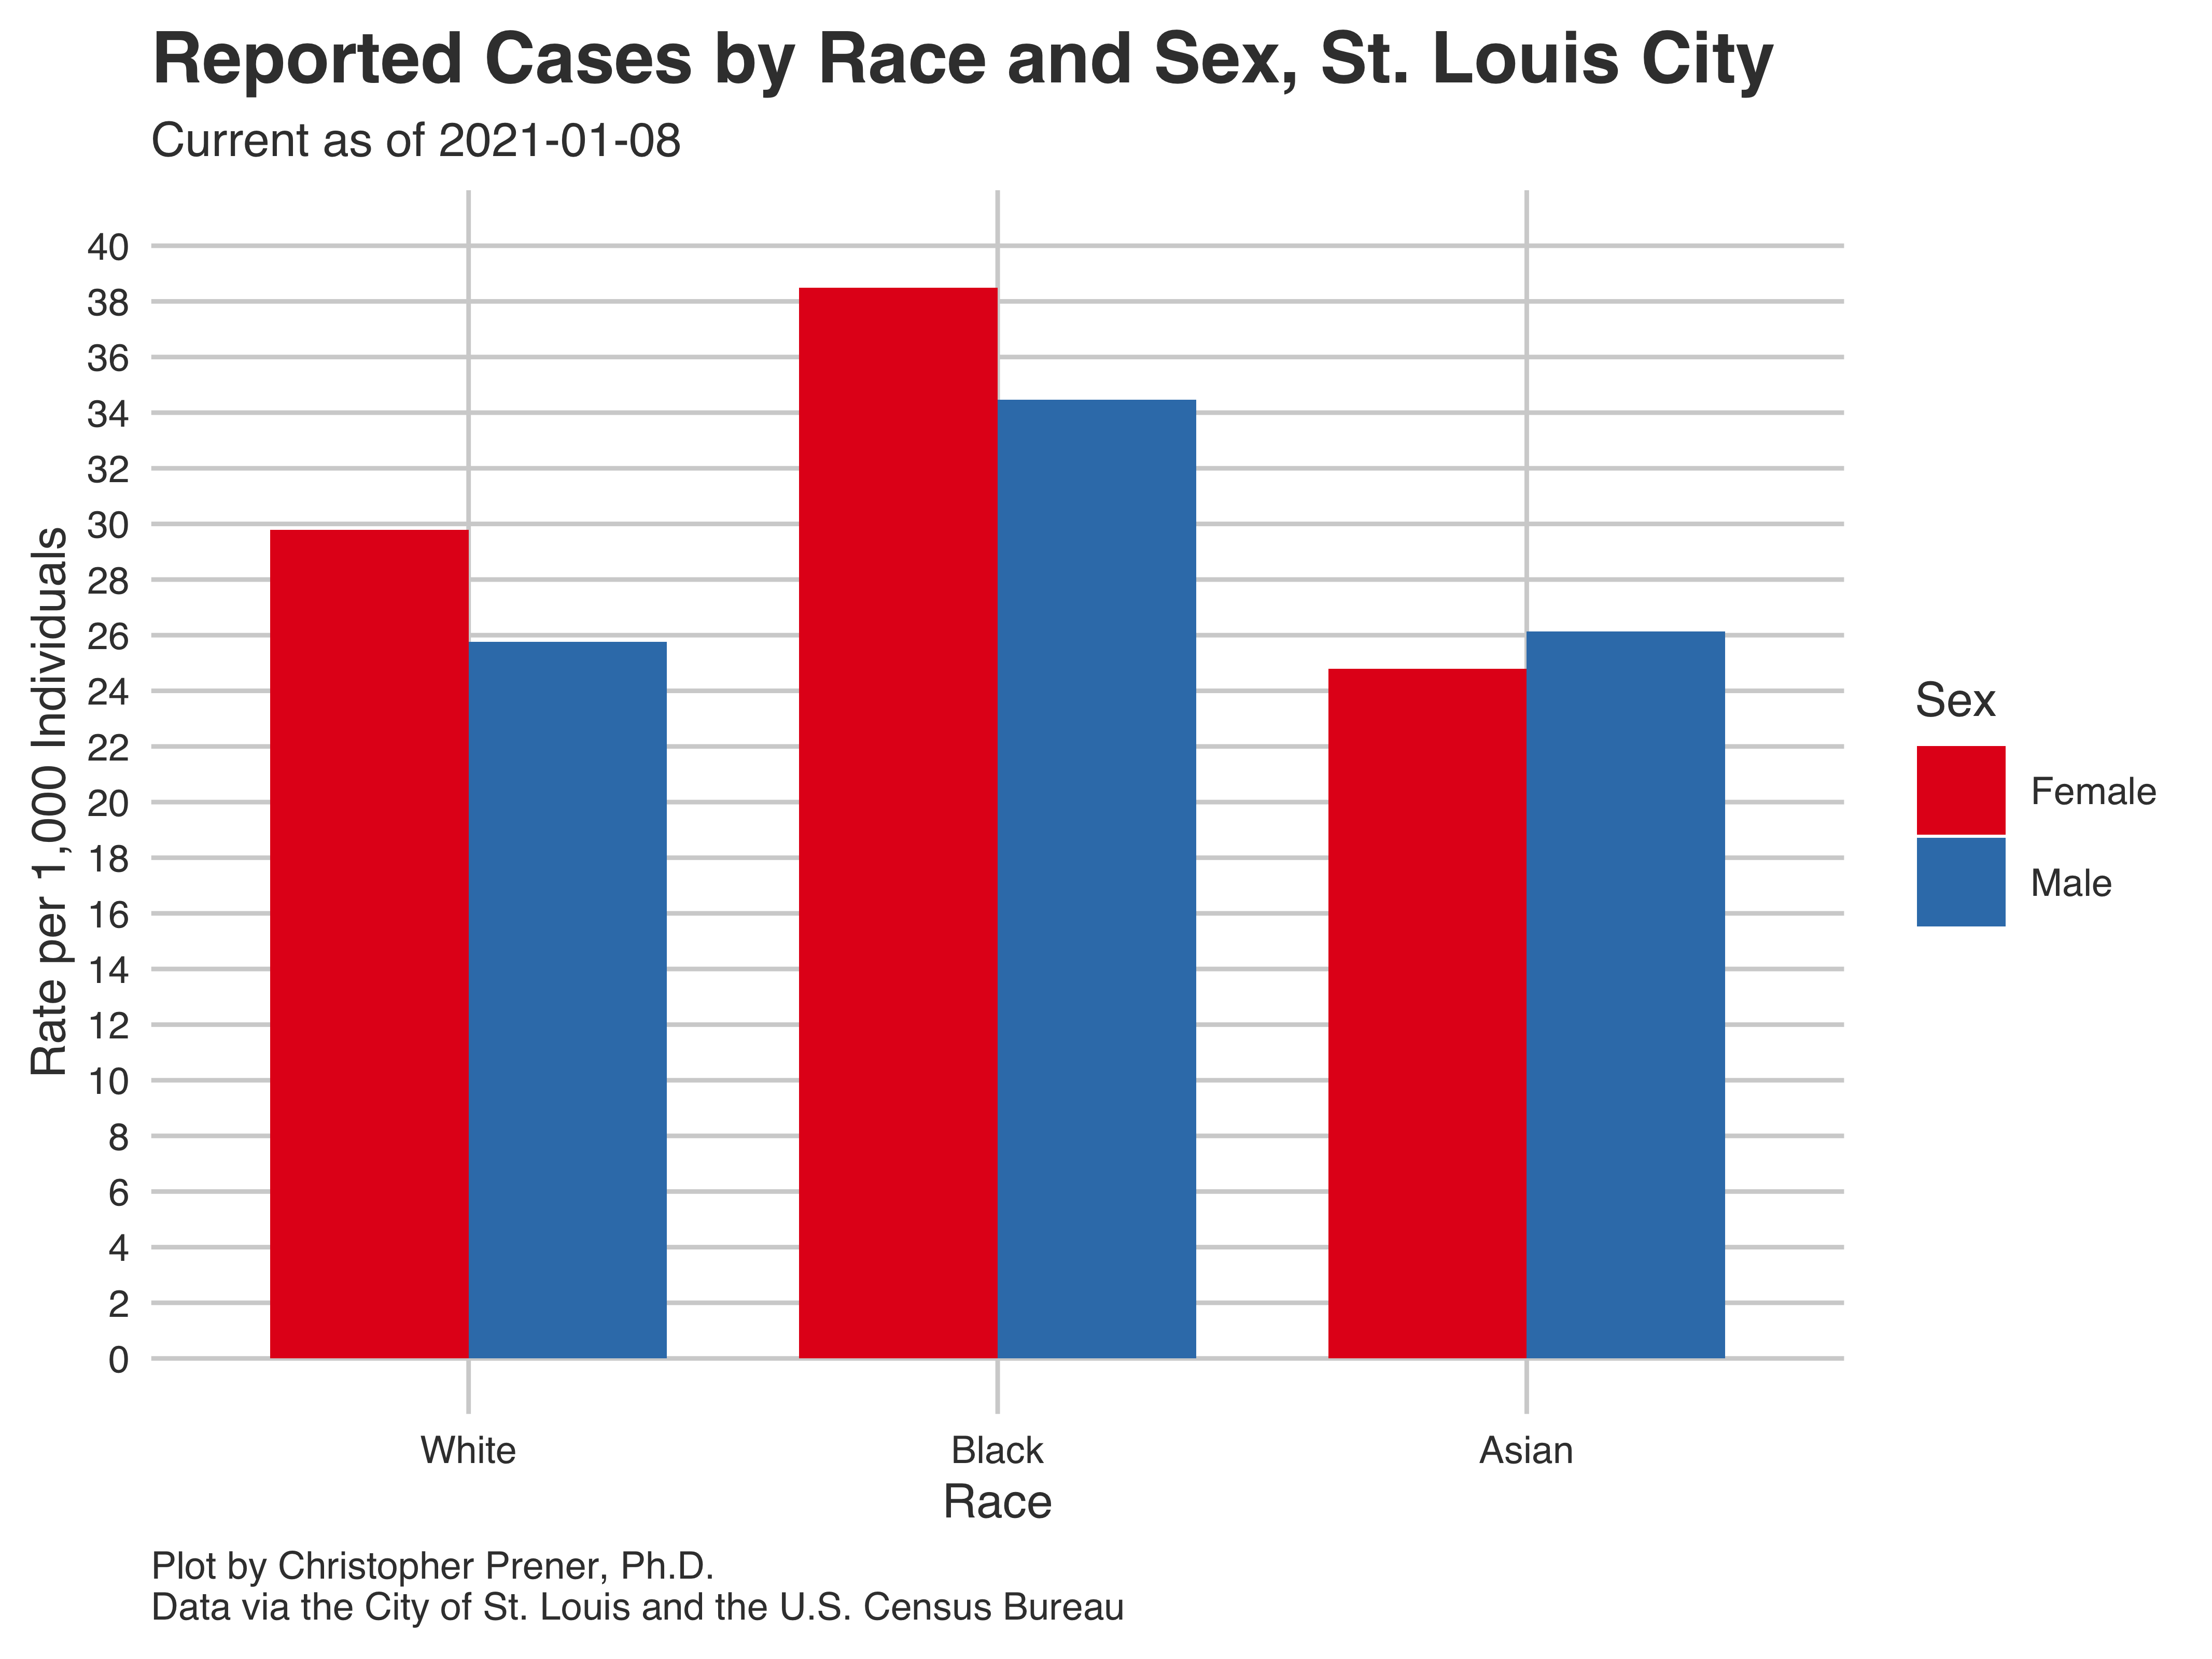 Reported Cases by Race and Sex, St. Louis City
Current as of 2021-01-08
Rate per 1,000 Individuals
40
38
36
34
32
30
28
26
24
22
20
18
16
14
12
10
8
6
4
2
0
White
Black
Asian
Race
Sex
Female
Male
Plot by Christopher Prener, Ph.D.
Data via the City of St. Louis and the U.S. Census Bureau